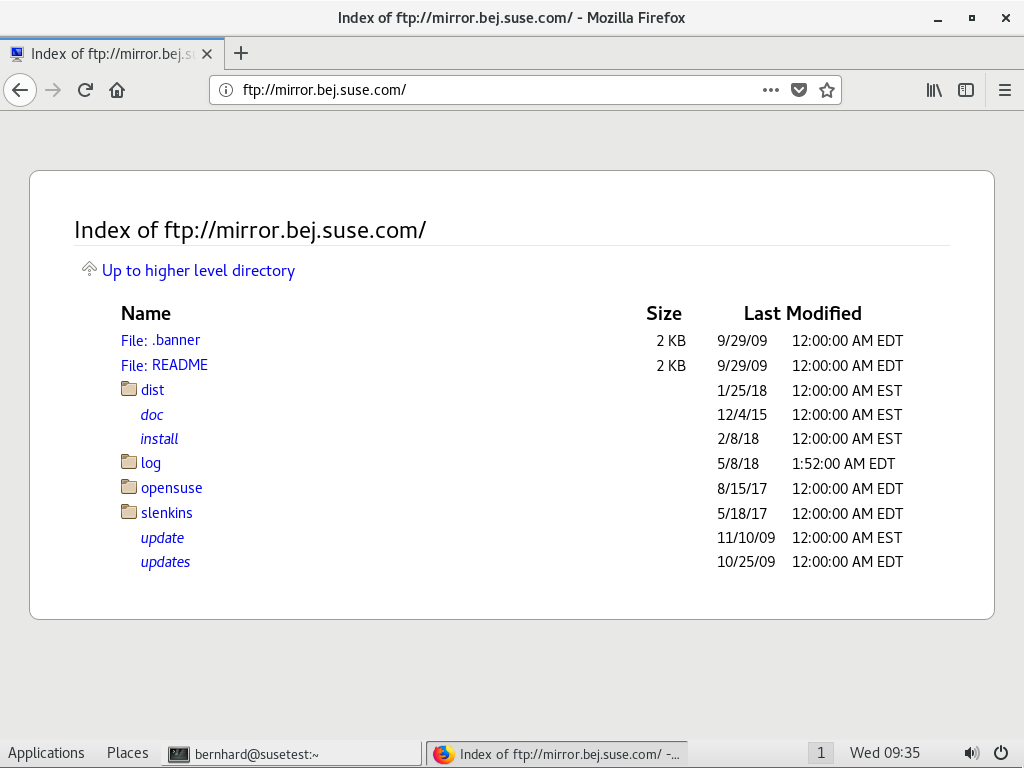 Index of ftp://mirror.bej.suse.com/ - Mozilla Firefox
Index of ftp://mirror.bej.s
ftp://mirror.bej.suse.com/
Index of ftp://mirror.bej.suse.com/
Up to higher level directory
Name Size Last Modified
File: .banner 2 KB 9/29/09 12:00:00 AM EDT
File: README 2 KB 9/29/09 12:00:00 AM EDT
dist 1/25/18 12:00:00 AM EST
doc 12/4/15 12:00:00 AM EST
install 2/8/18 12:00:00 AM EST
log 5/8/18 1:52:00 AM EDT
opensuse 8/15/17 12:00:00 AM EDT
slenkins 5/18/17 12:00:00 AM EDT
update 11/10/09 12:00:00 AM EST
updates 10/25/09 12:00:00 AM EDT
Applications Places bernhard@susetest:~ Index of ftp://mirror.bej.suse.com/ -... 1 Wed 09:35